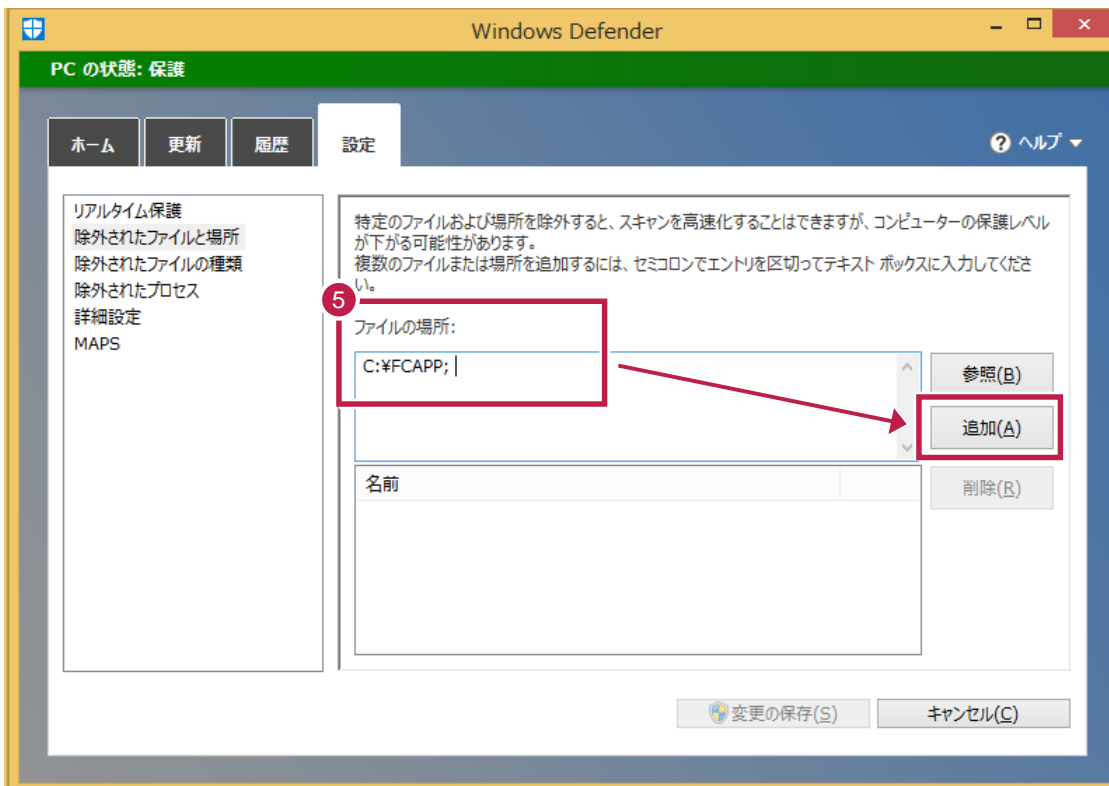 Windows Defender
PC の状態: 保護
ホーム
更新
履歴
設定
ヘルプ
リアルタイム保護
除外されたファイルと場所
除外されたファイルの種類
除外されたプロセス
詳細設定
MAPS
特定のファイルおよび場所を除外すると、スキャンを高速化することはできますが、コンピューターの保護レベル
が下がる可能性があります。
複数のファイルまたは場所を追加するには、セミコロンでエントリを区切ってテキスト ボックスに入力してくださ
い。
5
ファイルの場所:
C:¥FCAPP;
参照(B)
追加(A)
名前
削除(R)
変更の保存(S)
キャンセル(C)